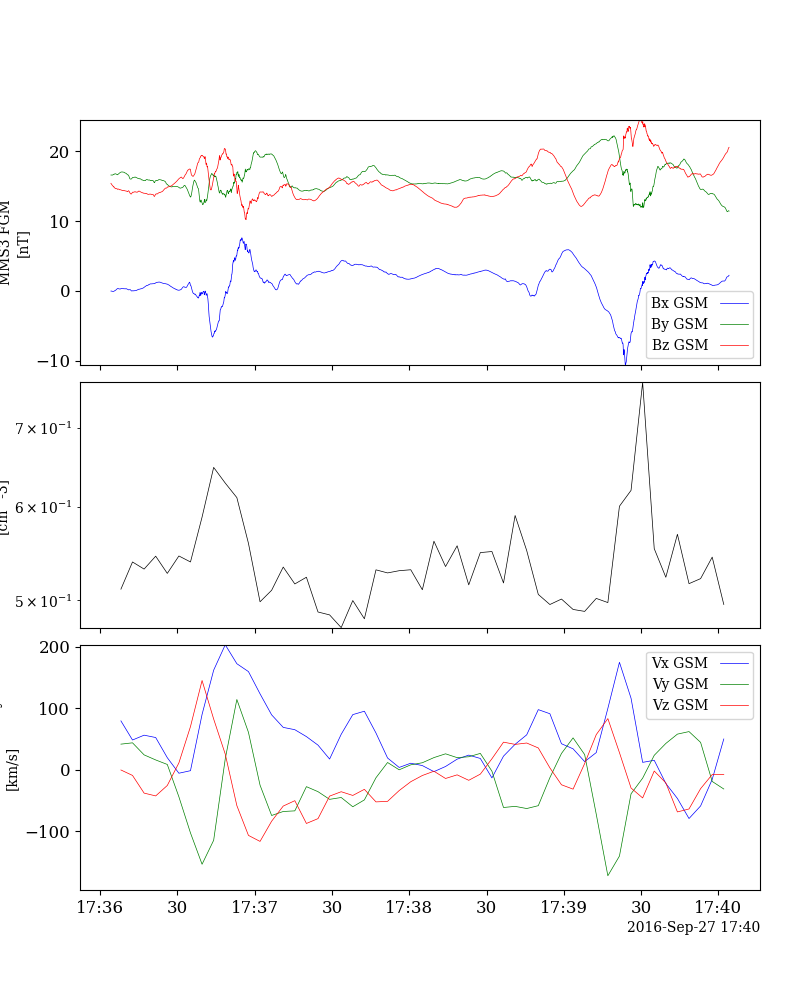 20
10
0
−10
MMS3 FGM
[nT]
Bx GSM
By GSM
Bz GSM
7 × 10⁻¹
6 × 10⁻¹
5 × 10⁻¹
200
100
0
−100
[km/s]
Vx GSM
Vy GSM
Vz GSM
17:36 30 17:37 30 17:38 30 17:39 30 17:40
2016-Sep-27 17:40